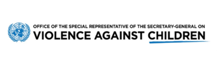 OFFICE OF THE SPECIAL REPRESENTATIVE OF THE SECRETARY-GENERAL ON
VIOLENCE AGAINST CHILDREN